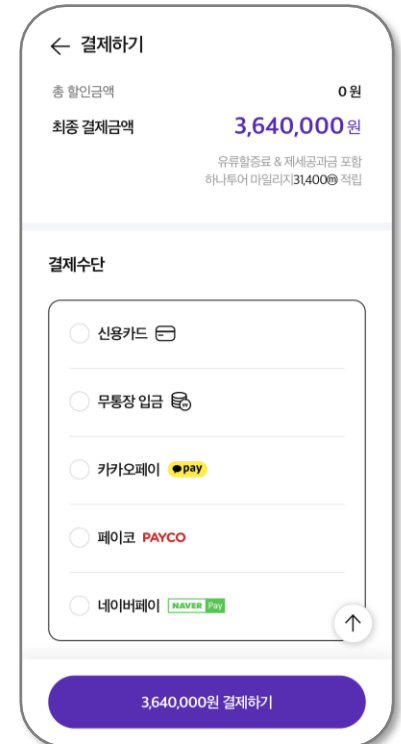 결제하기
총 할인금액 0 원
최종 결제금액 3,640,000원
유류할증료 & 제세공과금 포함
하나투어 마일리지31,400ⓜ 적립
결제수단
신용카드
무통장 입금
카카오페이 pay
페이코 PAYCO
네이버페이 NAVER Pay
3,640,000원 결제하기